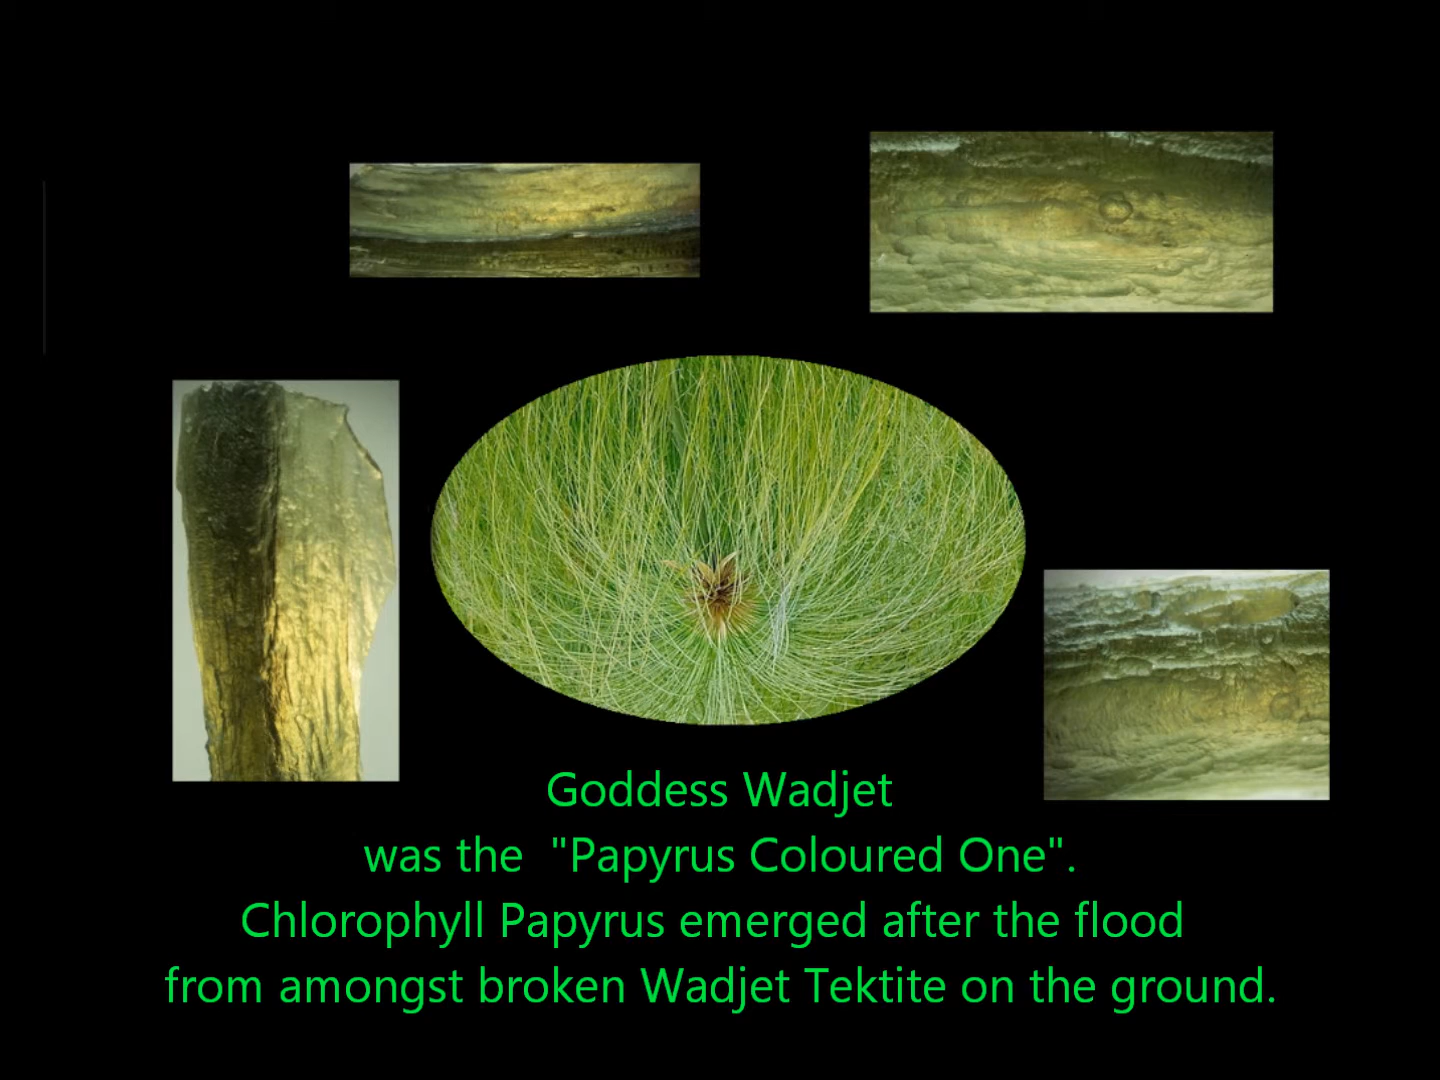 Goddess Wadjet
was the  "Papyrus Coloured One".
Chlorophyll Papyrus emerged after the flood
from amongst broken Wadjet Tektite on the ground.